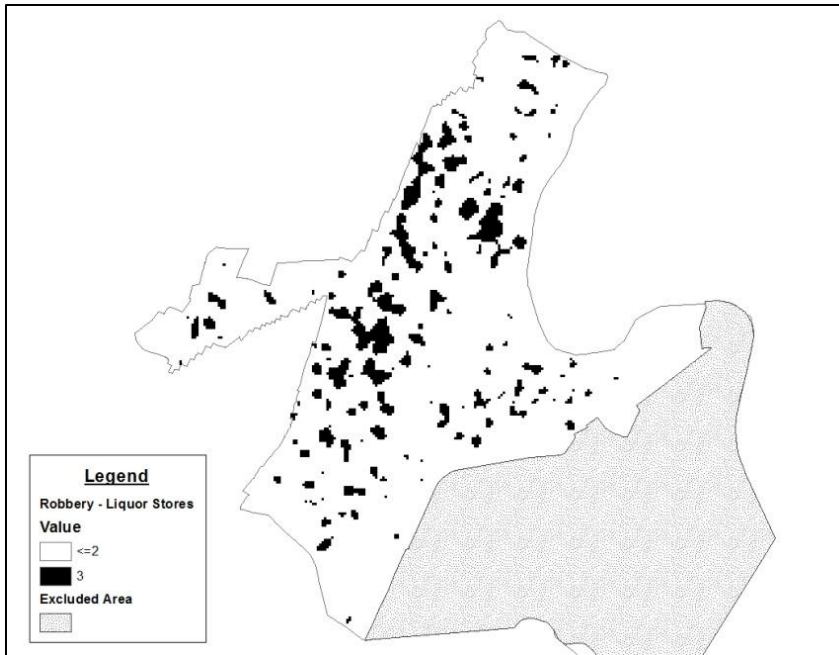 Legend
Robbery - Liquor Stores
Value
<=2
3
Excluded Area